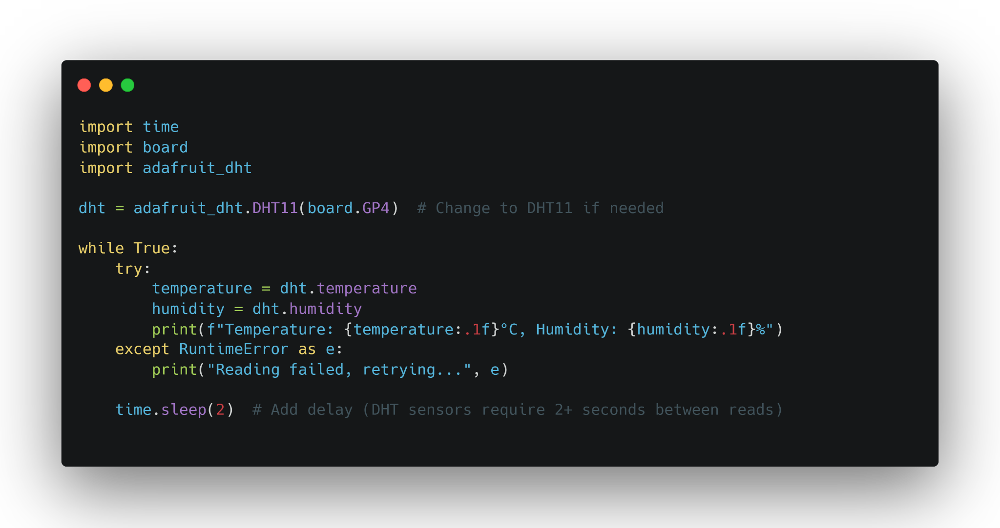 import time
import board
import adafruit_dht

dht = adafruit_dht.DHT11(board.GP4)  # Change to DHT11 if needed

while True:
    try:
        temperature = dht.temperature
        humidity = dht.humidity
        print(f"Temperature: {temperature:.1f}°C, Humidity: {humidity:.1f}%")
    except RuntimeError as e:
        print("Reading failed, retrying...", e)

    time.sleep(2)  # Add delay (DHT sensors require 2+ seconds between reads)